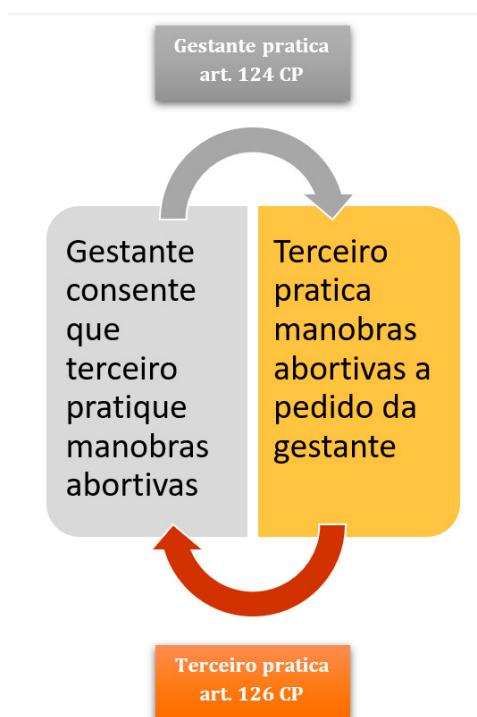 Gestante pratica
art. 124 CP
Gestante
consente
que
terceiro
pratique
manobras
abortivas
Terceiro
pratica
manobras
abortivas a
pedido da
gestante
Terceiro pratica
art. 126 CP